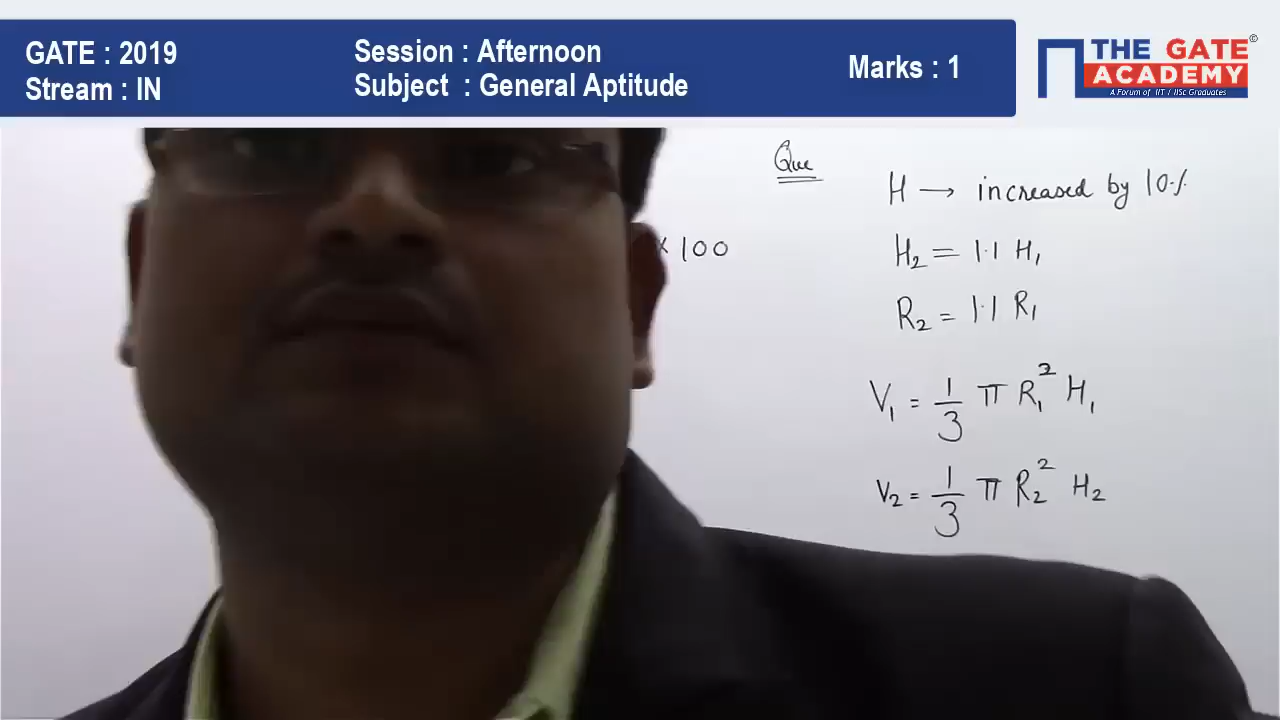 GATE : 2019
Stream : IN
Session : Afternoon
Subject : General Aptitude
Marks : 1
THE GATE
ACADEMY
©
A Forum of IIT / IISc Graduates
Que
H → increased by 10%
H₂ = 1.1 H₁
R₂ = 1.1 R₁
V₁ = 1/3 π R₁² H₁
V₂ = 1/3 π R₂² H₂
× 100